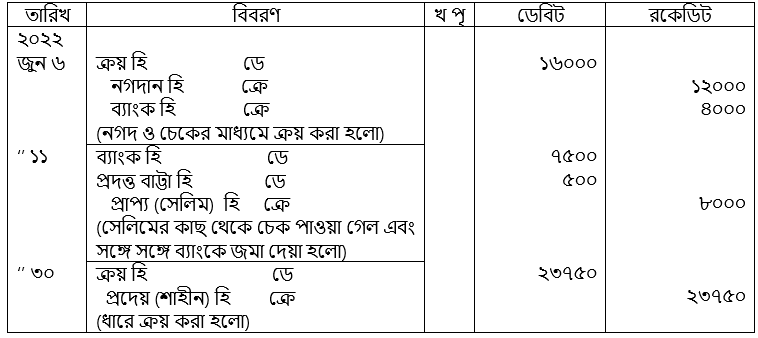 তারিখ বিবরণ খ পৃ ডেবিট রকেডিট
২০২২
জুন ৬ ক্রয় হি ডে ১৬০০০
নগদান হি ক্রে ১২০০০
ব্যাংক হি ক্রে ৪০০০
(নগদ ও চেকের মাধ্যমে ক্রয় করা হলো)
" ১১ ব্যাংক হি ডে ৭৫০০
প্রদত্ত বাট্টা হি ডে ৫০০
প্রাপ্য (সেলিম) হি ক্রে ৮০০০
(সেলিমের কাছ থেকে চেক পাওয়া গেল এবং
সঙ্গে সঙ্গে ব্যাংকে জমা দেয়া হলো)
" ৩০ ক্রয় হি ডে ২৩৭৫০
প্রদেয় (শাহীন) হি ক্রে ২৩৭৫০
(ধারে ক্রয় করা হলো)